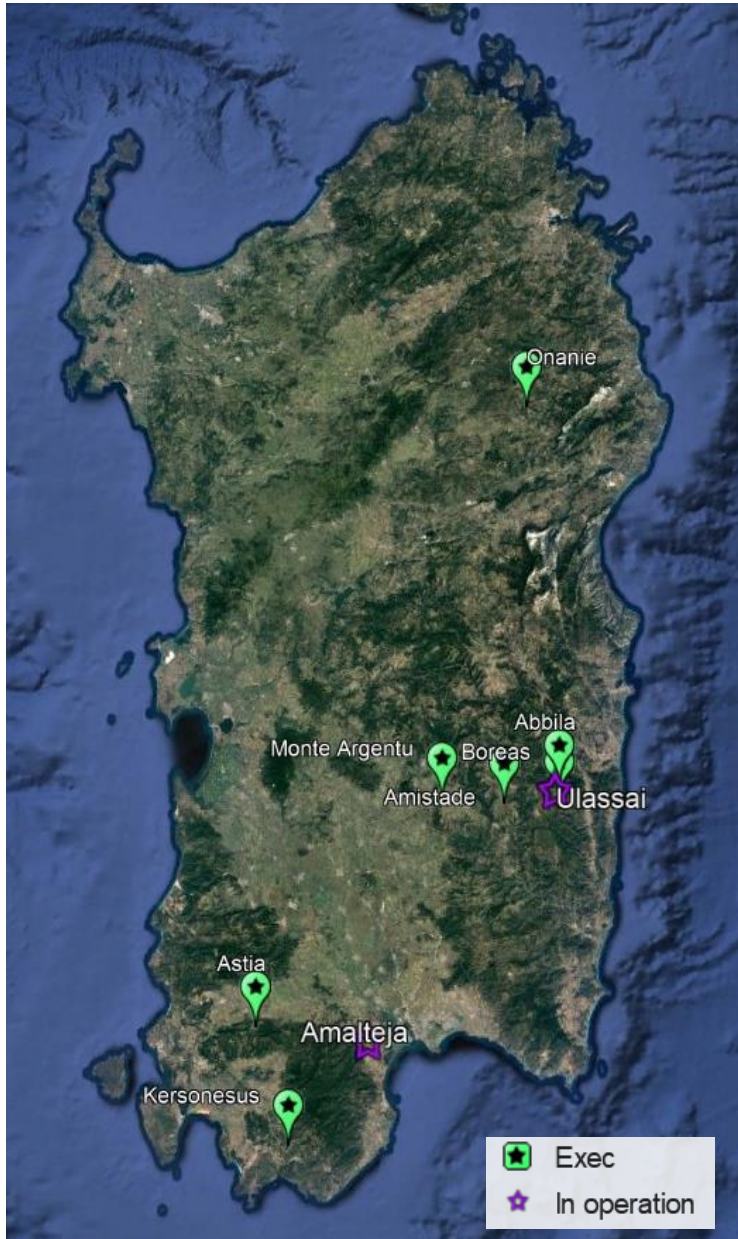 Onanie
Abbila
Monte Argentu
Boreas
Amistade
Ulassai
Astia
Amalteja
Kersonesus
Exec
In operation